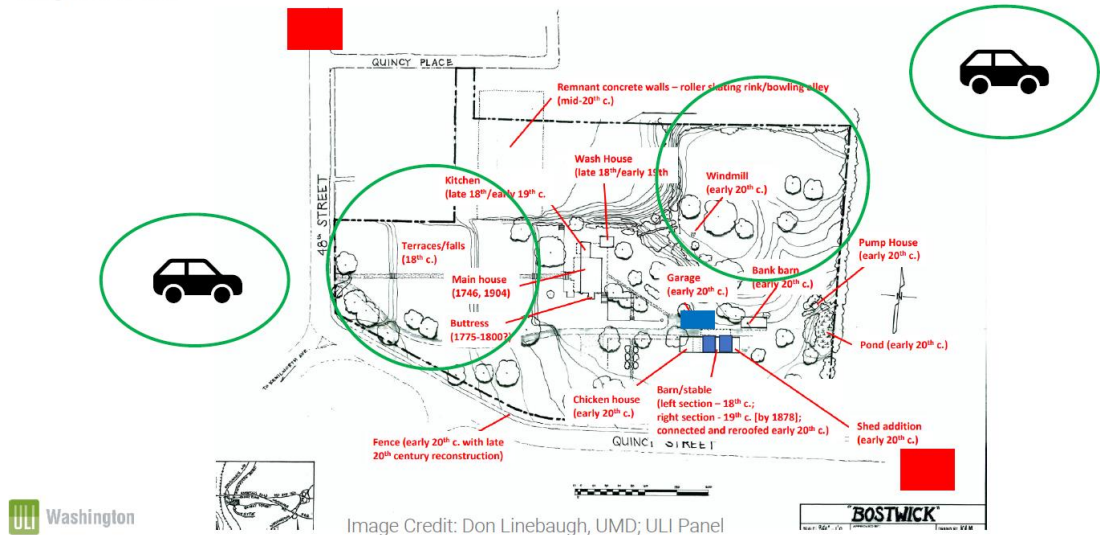 QUINCY PLACE
Remnant concrete walls – roller skating rink/bowling alley
(mid-20th c.)
Wash House
(late 18th/early 19th
Kitchen
(late 18th/early 19th c.
Windmill
(early 20th c.)
48th STREET
Terraces/falls
(18th c.)
Main house
(1746, 1904)
Buttress
(1775-1800?)
Garage
(early 20th c.)
Bank barn
(early 20th c.)
Pump House
(early 20th c.)
N
Pond (early 20th c.)
Chicken house
(early 20th c.)
Barn/stable
(left section – 18th c.;
right section - 19th c. [by 1878];
connected and reroofed early 20th c.)
Shed addition
(early 20th c.)
Fence (early 20th c. with late
20th century reconstruction)
QUINCY STREET
"BOSTWICK"
ULI Washington
Image Credit: Don Linebaugh, UMD; ULI Panel